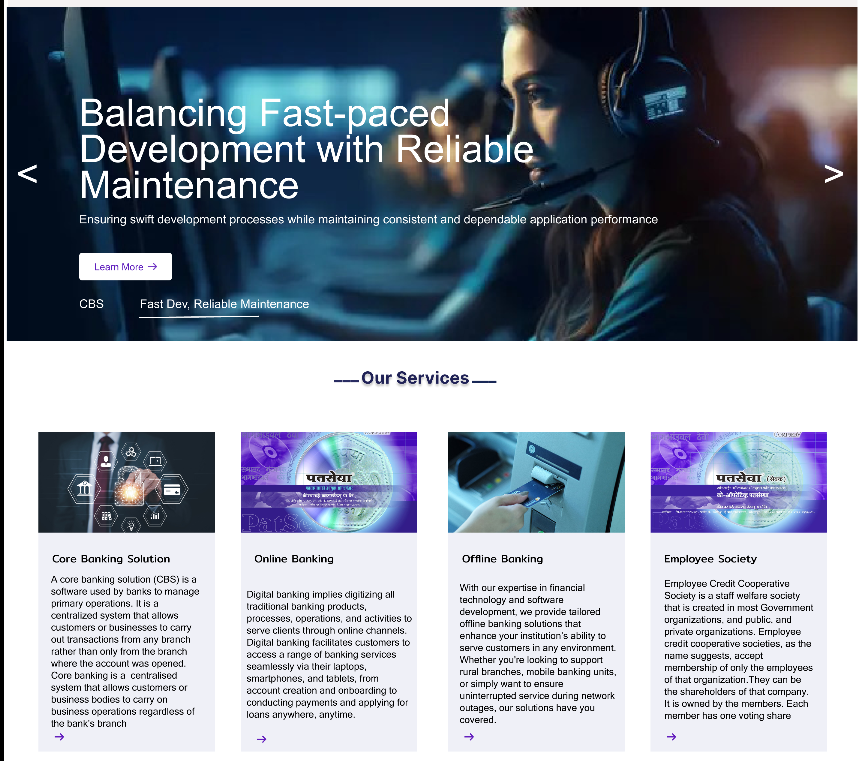 Balancing Fast-paced
Development with Reliable
Maintenance
< >
Ensuring swift development processes while maintaining consistent and dependable application performance
Learn More →
CBS Fast Dev, Reliable Maintenance
Our Services
पतसेवा
पतसेवा
को-ऑपरेटिव्ह पतसंस्था
Core Banking Solution
A core banking solution (CBS) is a
software used by banks to manage
primary operations. It is a
centralized system that allows
customers or businesses to carry
out transactions from any branch
rather than only from the branch
where the account was opened.
Core banking is a centralised
system that allows customers or
business bodies to carry on
business operations regardless of
the bank's branch
→
Online Banking
Digital banking implies digitizing all
traditional banking products,
processes, operations, and activities to
serve clients through online channels.
Digital banking facilitates customers to
access a range of banking services
seamlessly via their laptops,
smartphones, and tablets, from
account creation and onboarding to
conducting payments and applying for
loans anywhere, anytime.
→
Offline Banking
With our expertise in financial
technology and software
development, we provide tailored
offline banking solutions that
enhance your institution's ability to
serve customers in any environment.
Whether you're looking to support
rural branches, mobile banking units,
or simply want to ensure
uninterrupted service during network
outages, our solutions have you
covered.
→
Employee Society
Employee Credit Cooperative
Society is a staff welfare society
that is created in most Government
organizations, and public, and
private organizations. Employee
credit cooperative societies, as the
name suggests, accept
membership of only the employees
of that organization.They can be
the shareholders of that company.
It is owned by the members. Each
member has one voting share
→